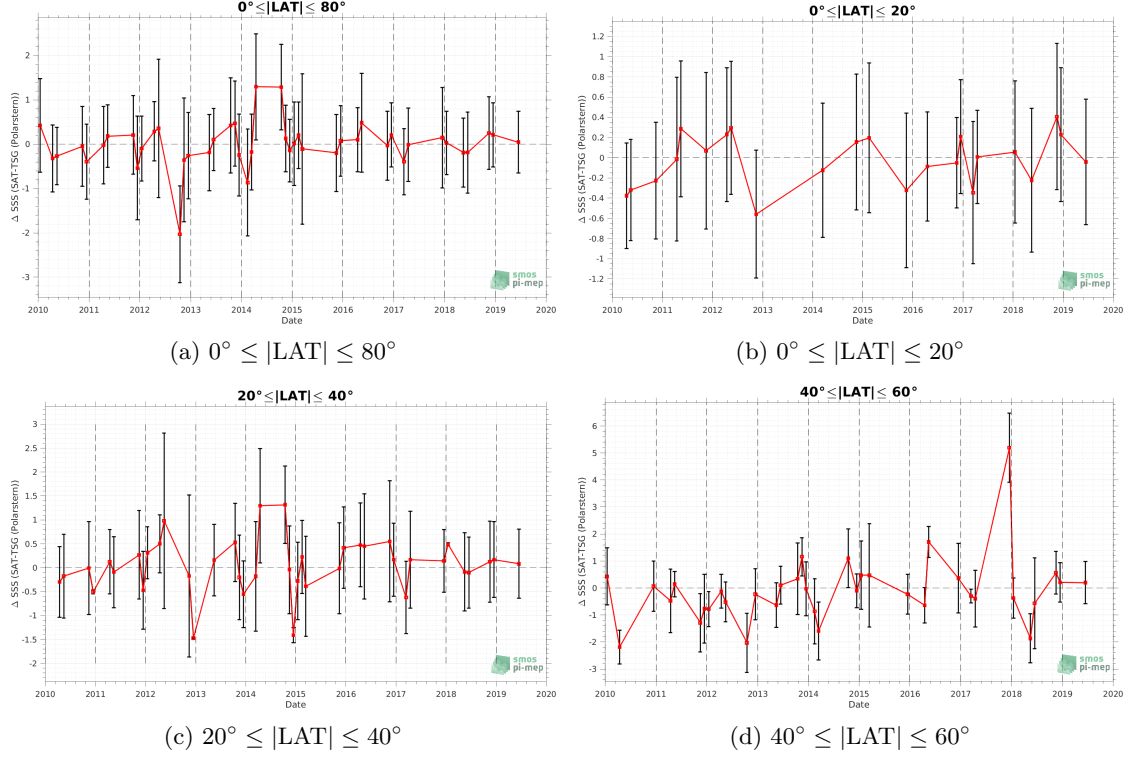 0°≤|LAT|≤ 80°
Δ SSS (SAT-TSG (Polarstern))
2
1
0
-1
-2
-3
2010 2011 2012 2013 2014 2015 2016 2017 2018 2019 2020
Date
smos
pi-mep
(a) 0° ≤ |LAT| ≤ 80°
0°≤|LAT|≤ 20°
Δ SSS (SAT-TSG (Polarstern))
1.2
1
0.8
0.6
0.4
0.2
0
-0.2
-0.4
-0.6
-0.8
-1
-1.2
2010 2011 2012 2013 2014 2015 2016 2017 2018 2019 2020
Date
smos
pi-mep
(b) 0° ≤ |LAT| ≤ 20°
20°≤|LAT|≤ 40°
Δ SSS (SAT-TSG (Polarstern))
3
2.5
2
1.5
1
0.5
0
-0.5
-1
-1.5
-2
2010 2011 2012 2013 2014 2015 2016 2017 2018 2019 2020
Date
smos
pi-mep
(c) 20° ≤ |LAT| ≤ 40°
40°≤|LAT|≤ 60°
Δ SSS (SAT-TSG (Polarstern))
6
5
4
3
2
1
0
-1
-2
-3
2010 2011 2012 2013 2014 2015 2016 2017 2018 2019 2020
Date
smos
pi-mep
(d) 40° ≤ |LAT| ≤ 60°